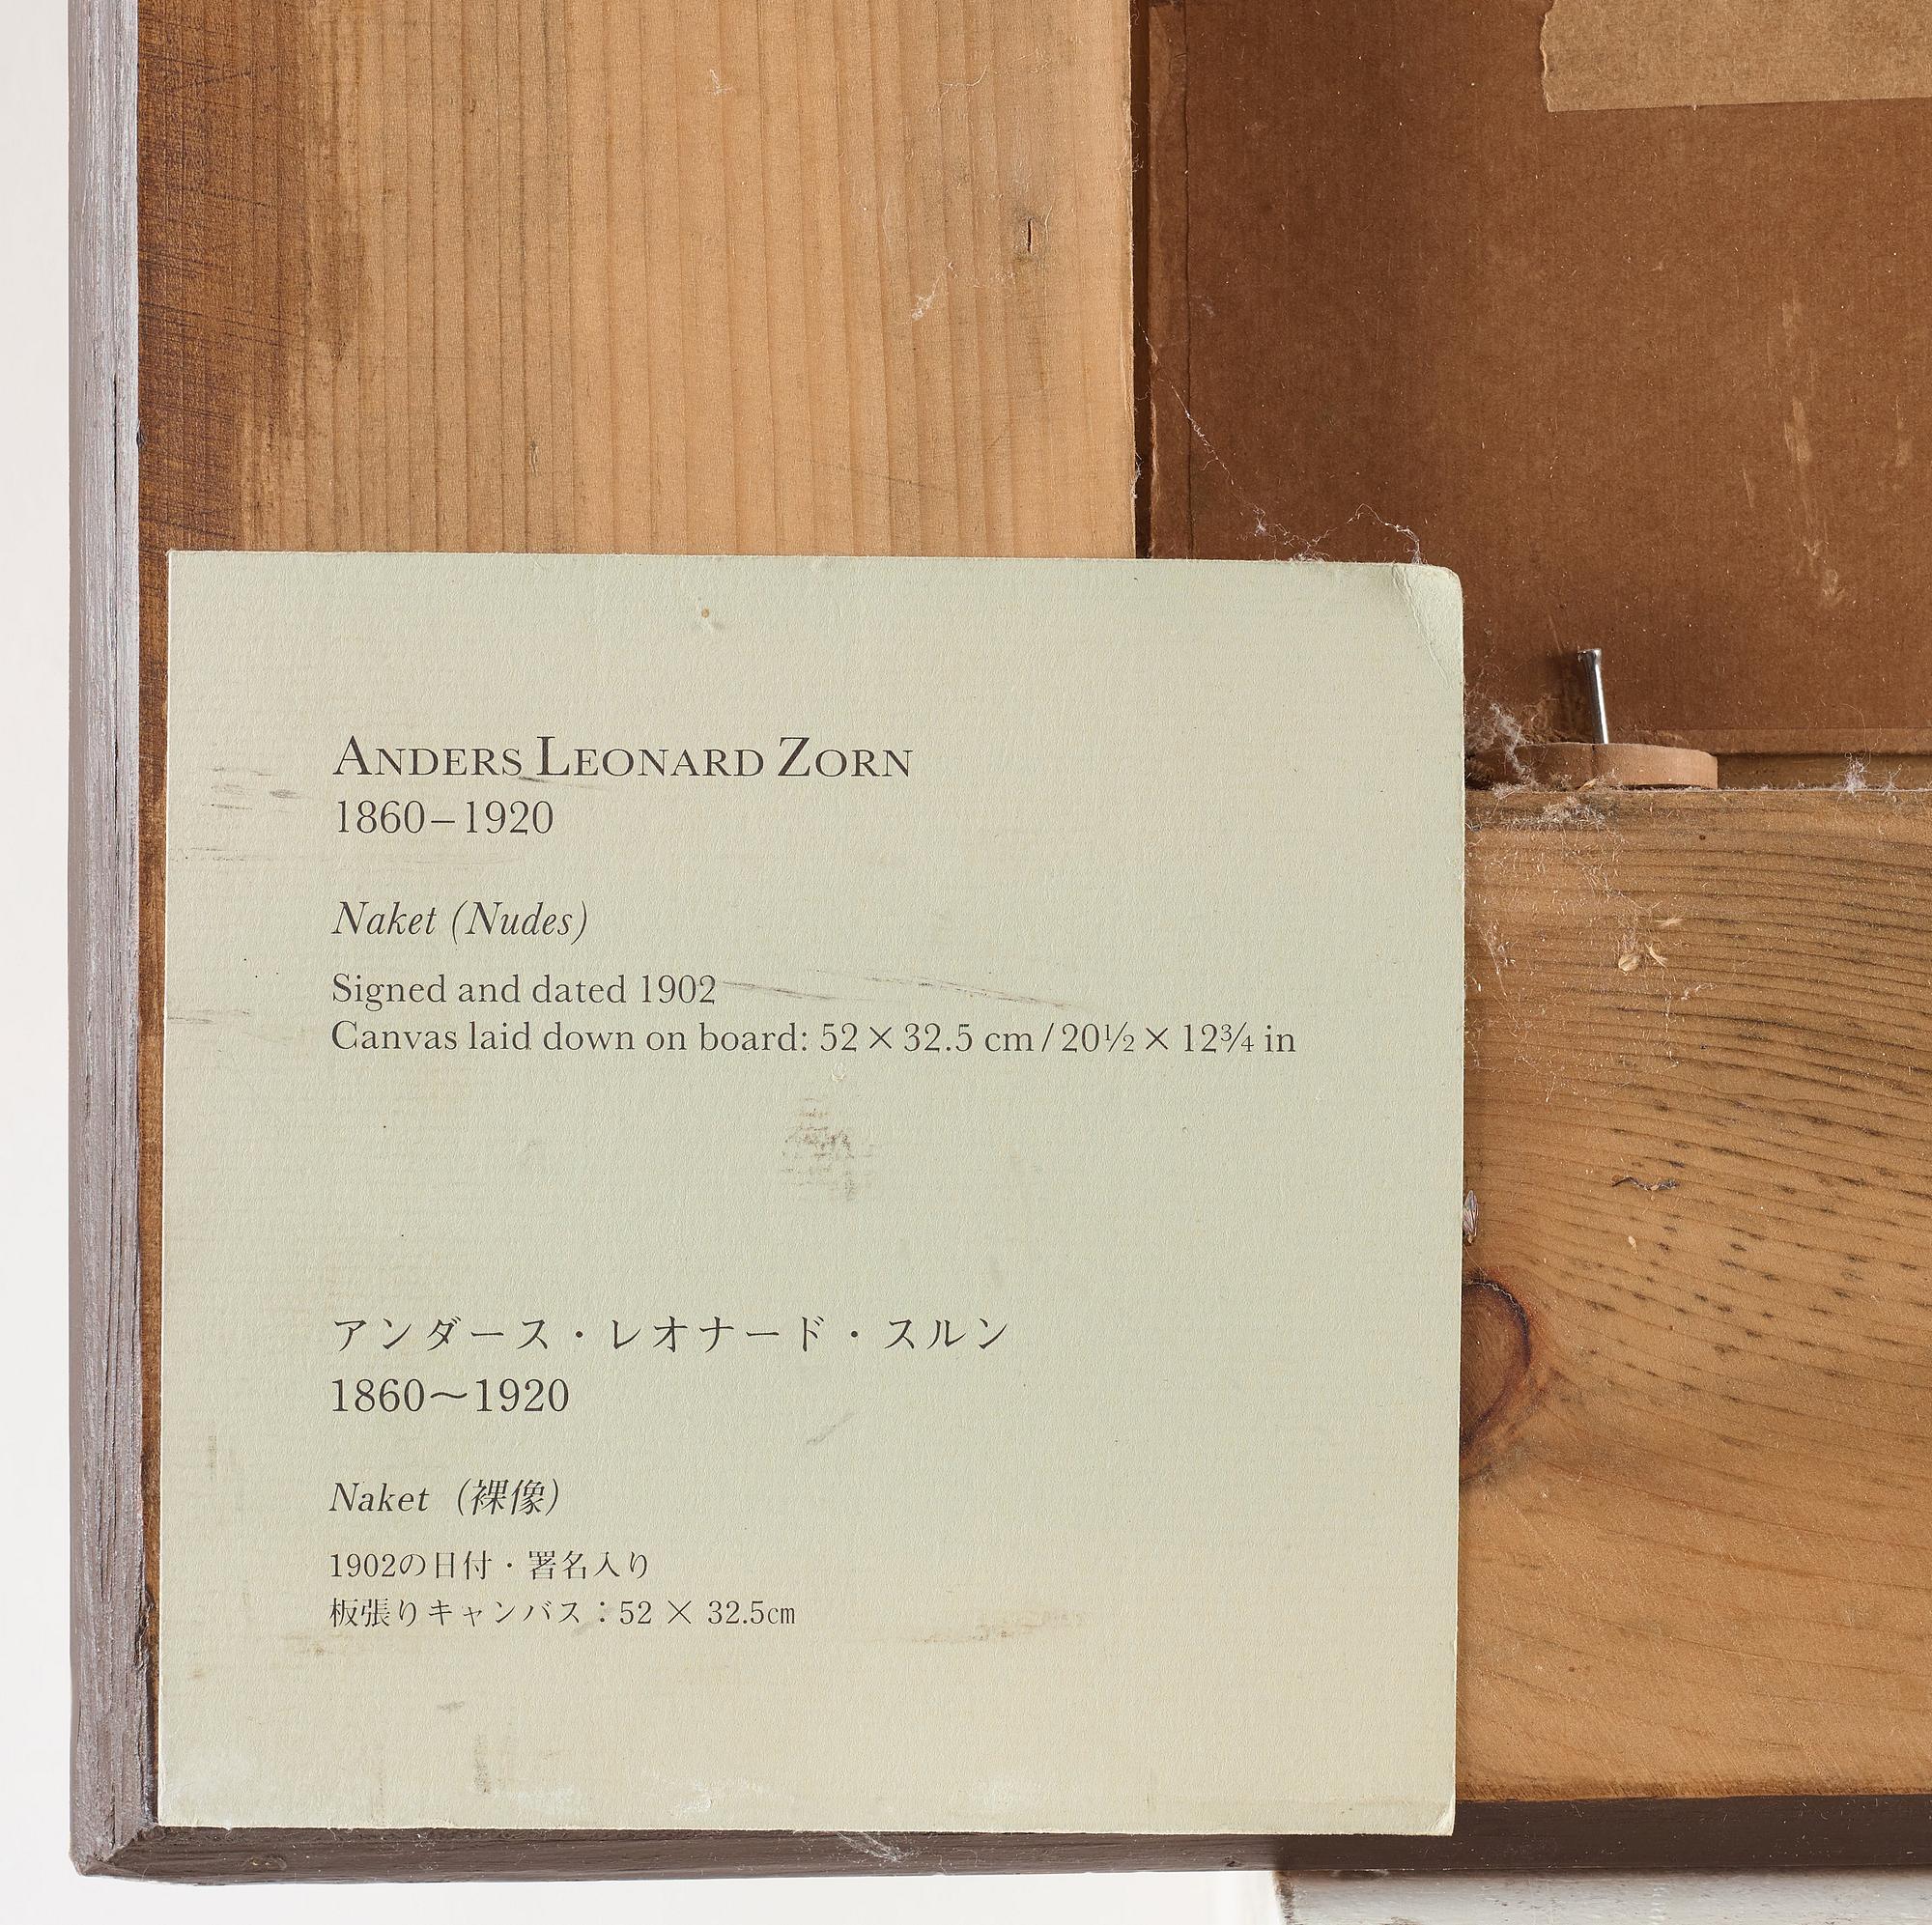 ANDERS LEONARD ZORN
1860–1920
Naket (Nudes)
Signed and dated 1902
Canvas laid down on board: 52 × 32.5 cm / 20½ × 12¾ in
アンダース・レオナード・スルン
1860〜1920
Naket (裸像)
1902の日付・署名入り
板張りキャンバス：52 × 32.5㎝